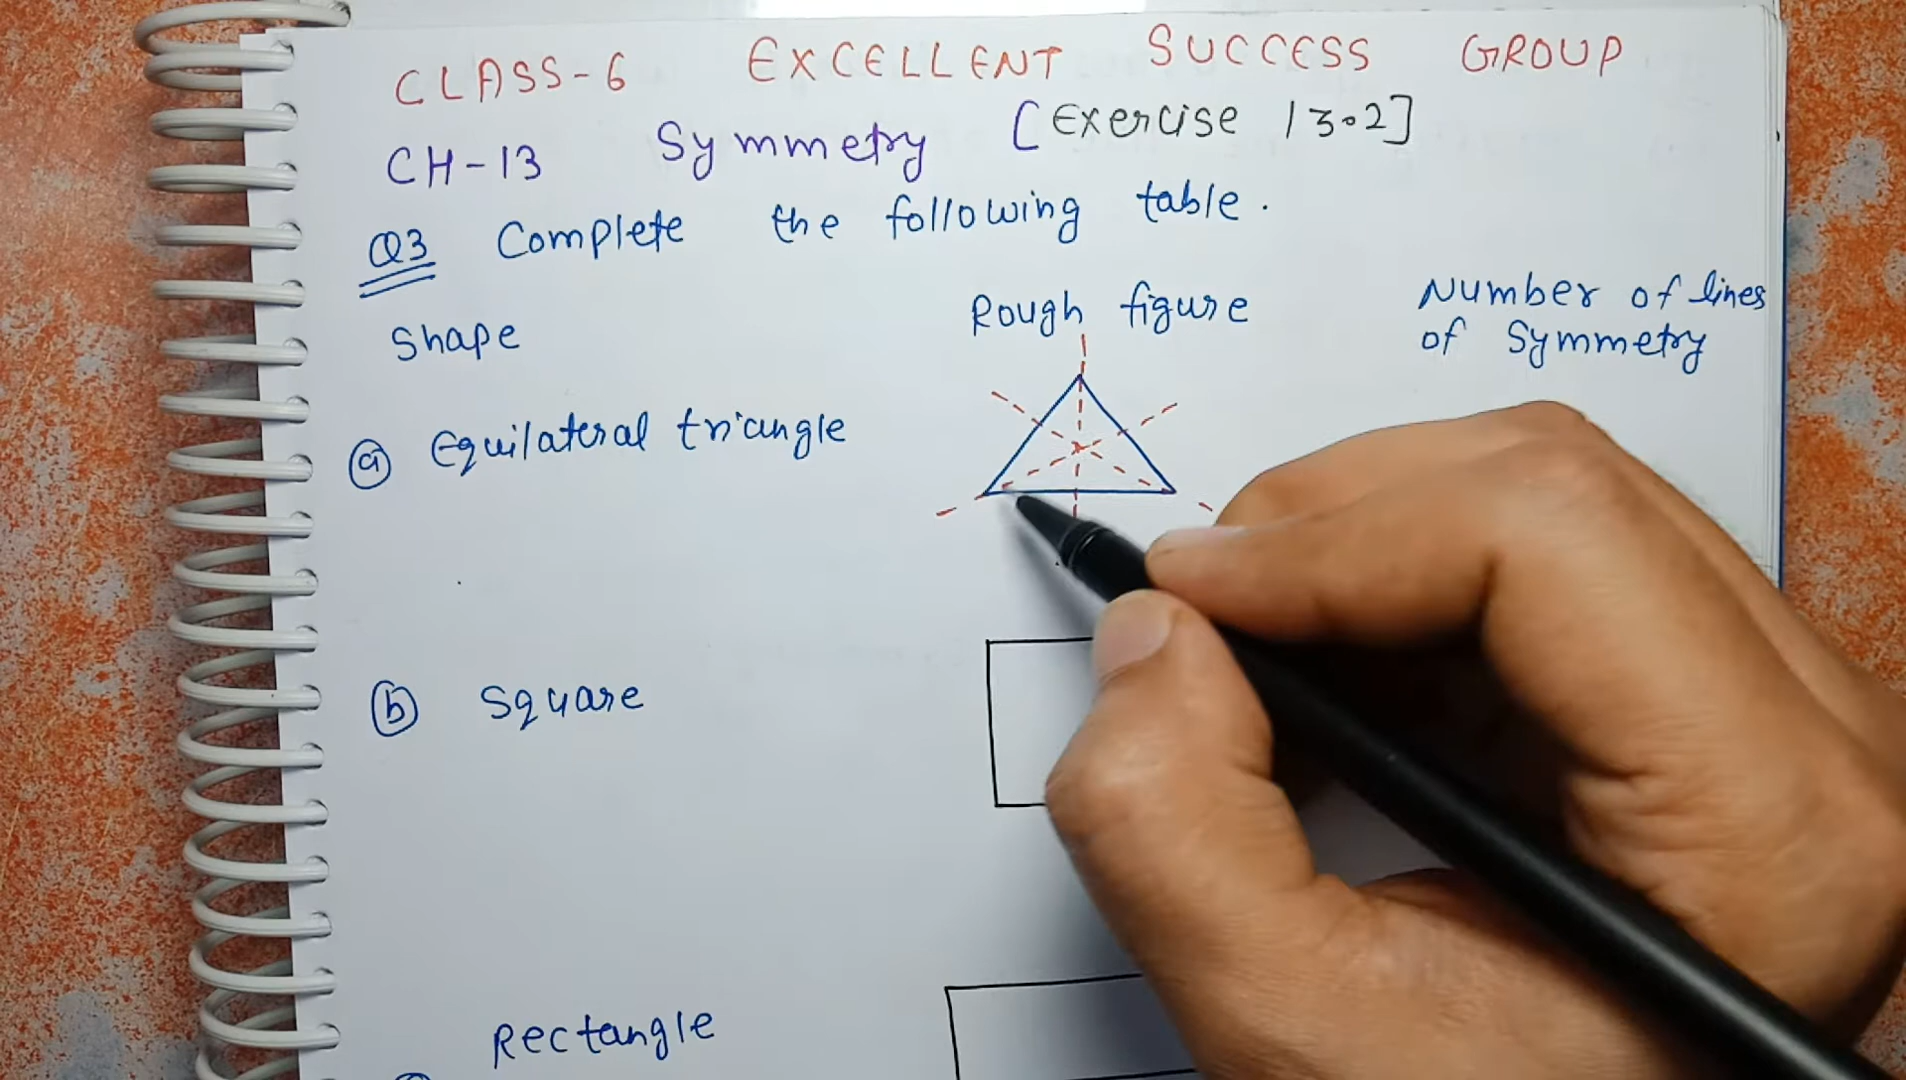 CLASS-6 EXCELLENT SUCCESS GROUP
CH-13 Symmetry [Exercise 13.2]
Q3 Complete the following table.
Shape Rough figure Number of lines of Symmetry
(a) Equilateral triangle
(b) Square
Rectangle